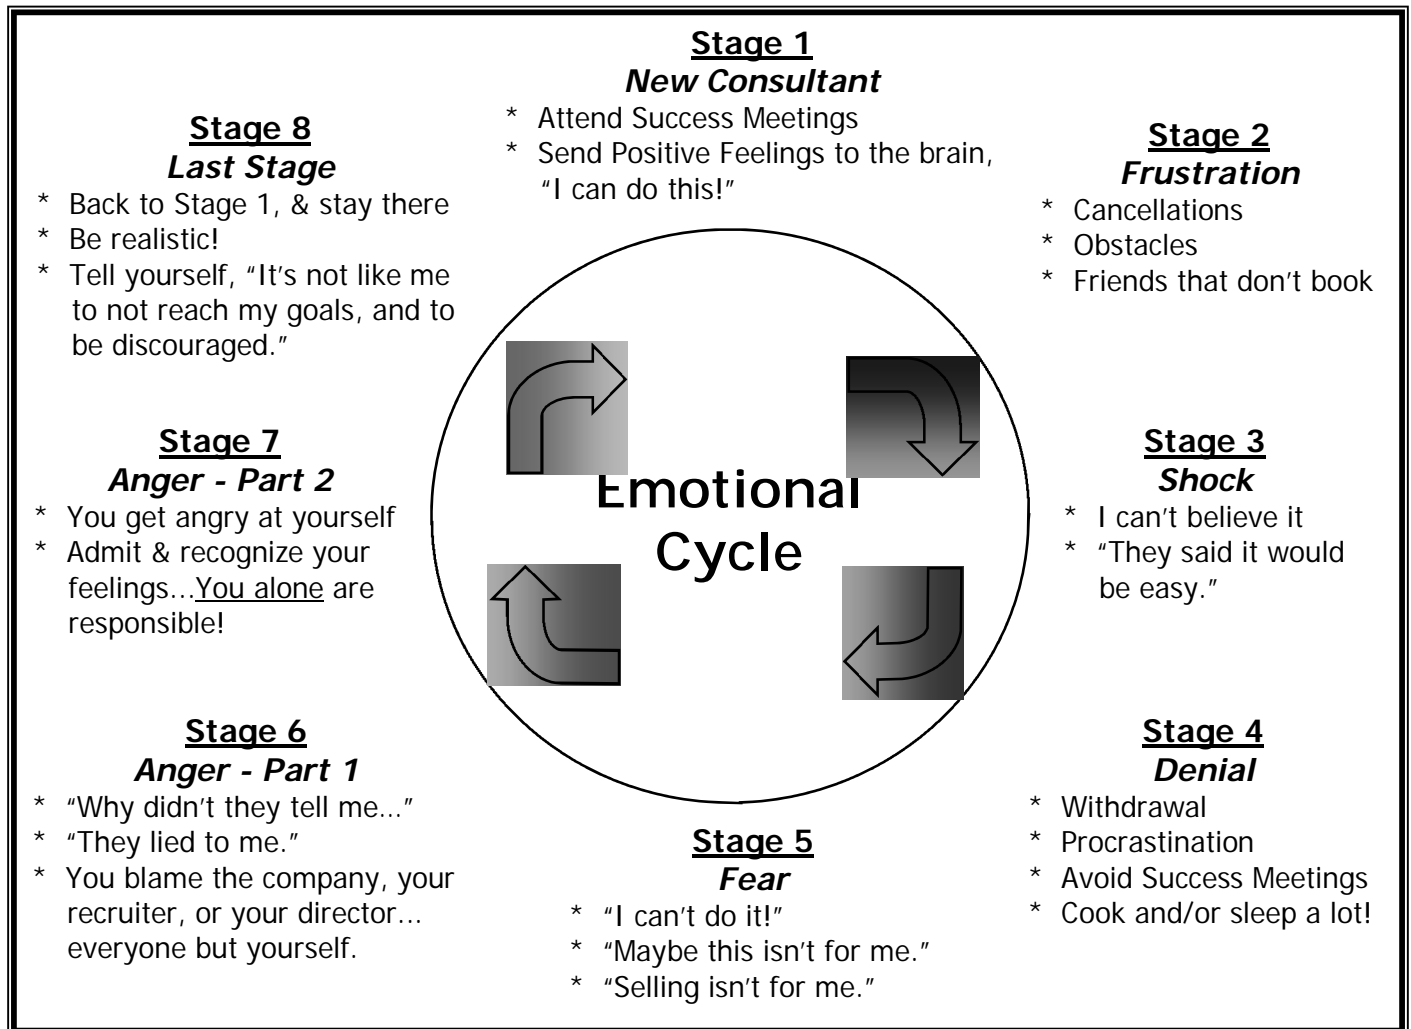 Stage 1
New Consultant
* Attend Success Meetings
* Send Positive Feelings to the brain,
“I can do this!”
Stage 2
Frustration
* Cancellations
* Obstacles
* Friends that don’t book
Stage 3
Shock
* I can’t believe it
* “They said it would
be easy.”
Stage 4
Denial
* Withdrawal
* Procrastination
* Avoid Success Meetings
* Cook and/or sleep a lot!
Stage 5
Fear
* “I can’t do it!”
* “Maybe this isn’t for me.”
* “Selling isn’t for me.”
Stage 6
Anger - Part 1
* “Why didn’t they tell me...”
* “They lied to me.”
* You blame the company, your
recruiter, or your director…
everyone but yourself.
Stage 7
Anger - Part 2
* You get angry at yourself
* Admit & recognize your
feelings…You alone are
responsible!
Stage 8
Last Stage
* Back to Stage 1, & stay there
* Be realistic!
* Tell yourself, “It’s not like me
to not reach my goals, and to
be discouraged.”
Emotional
Cycle